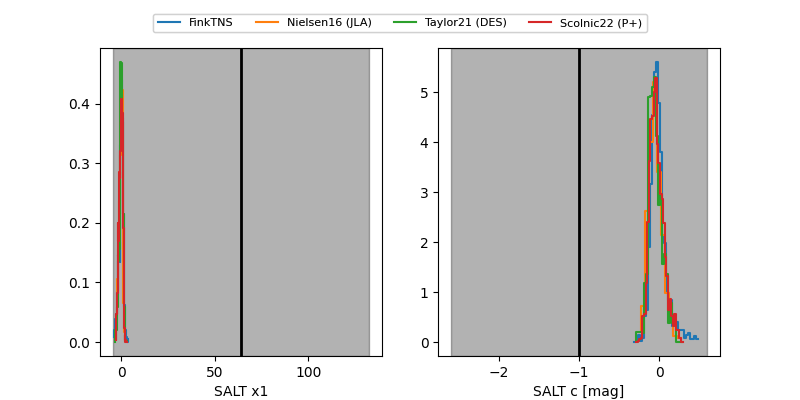 FinkTNS Nielsen16 (JLA) Taylor21 (DES) Scolnic22 (P+)
0.4
0.3
0.2
0.1
0.0
0 50 100
SALT x1
5
4
3
2
1
0
−2 −1 0
SALT c [mag]